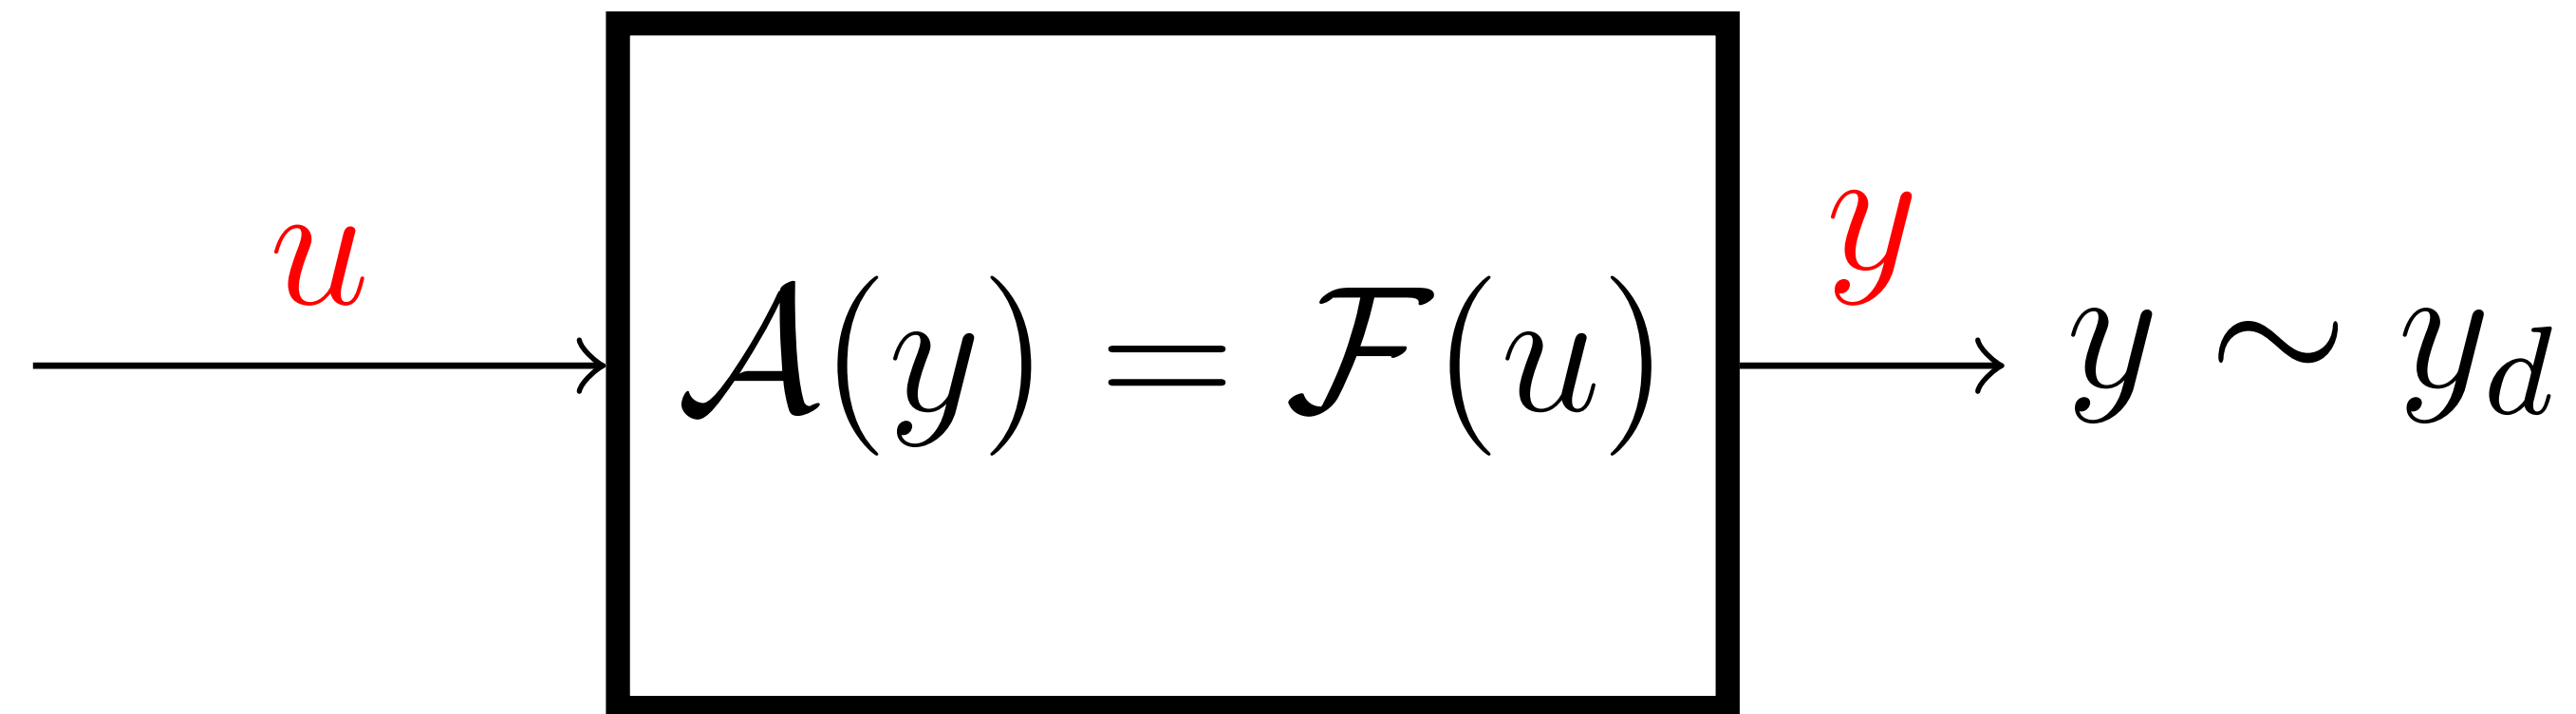 u
𝒜(y) = ℱ(u)
y
y ∼ y_d